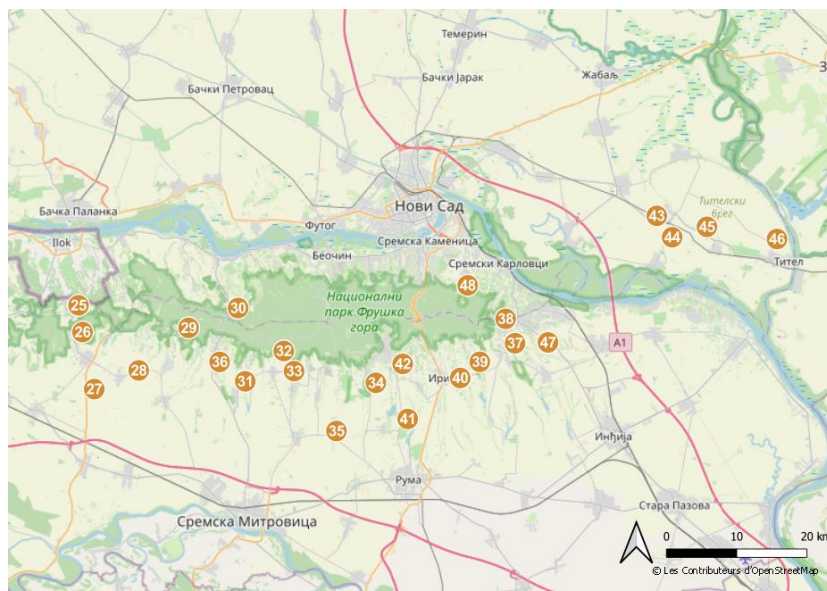 Темерин
Бачки Јарак
Жабаљ
Бачки Петровац
Нови Сад
Бачка Паланка
Ilok
Футог
Сремска Каменица
Беочин
Сремски Карловци
Тителски
брег
Тител
43
44
45
46
48
25
26
30
29
Национални
парк Фрушка
гора
38
37
47
A1
32
36
33
31
28
27
42
34
39
40
41
35
Инђија
Рума
Сремска Митровица
Стара Пазова
0 10 20 km
© Les Contributeurs d'OpenStreetMap